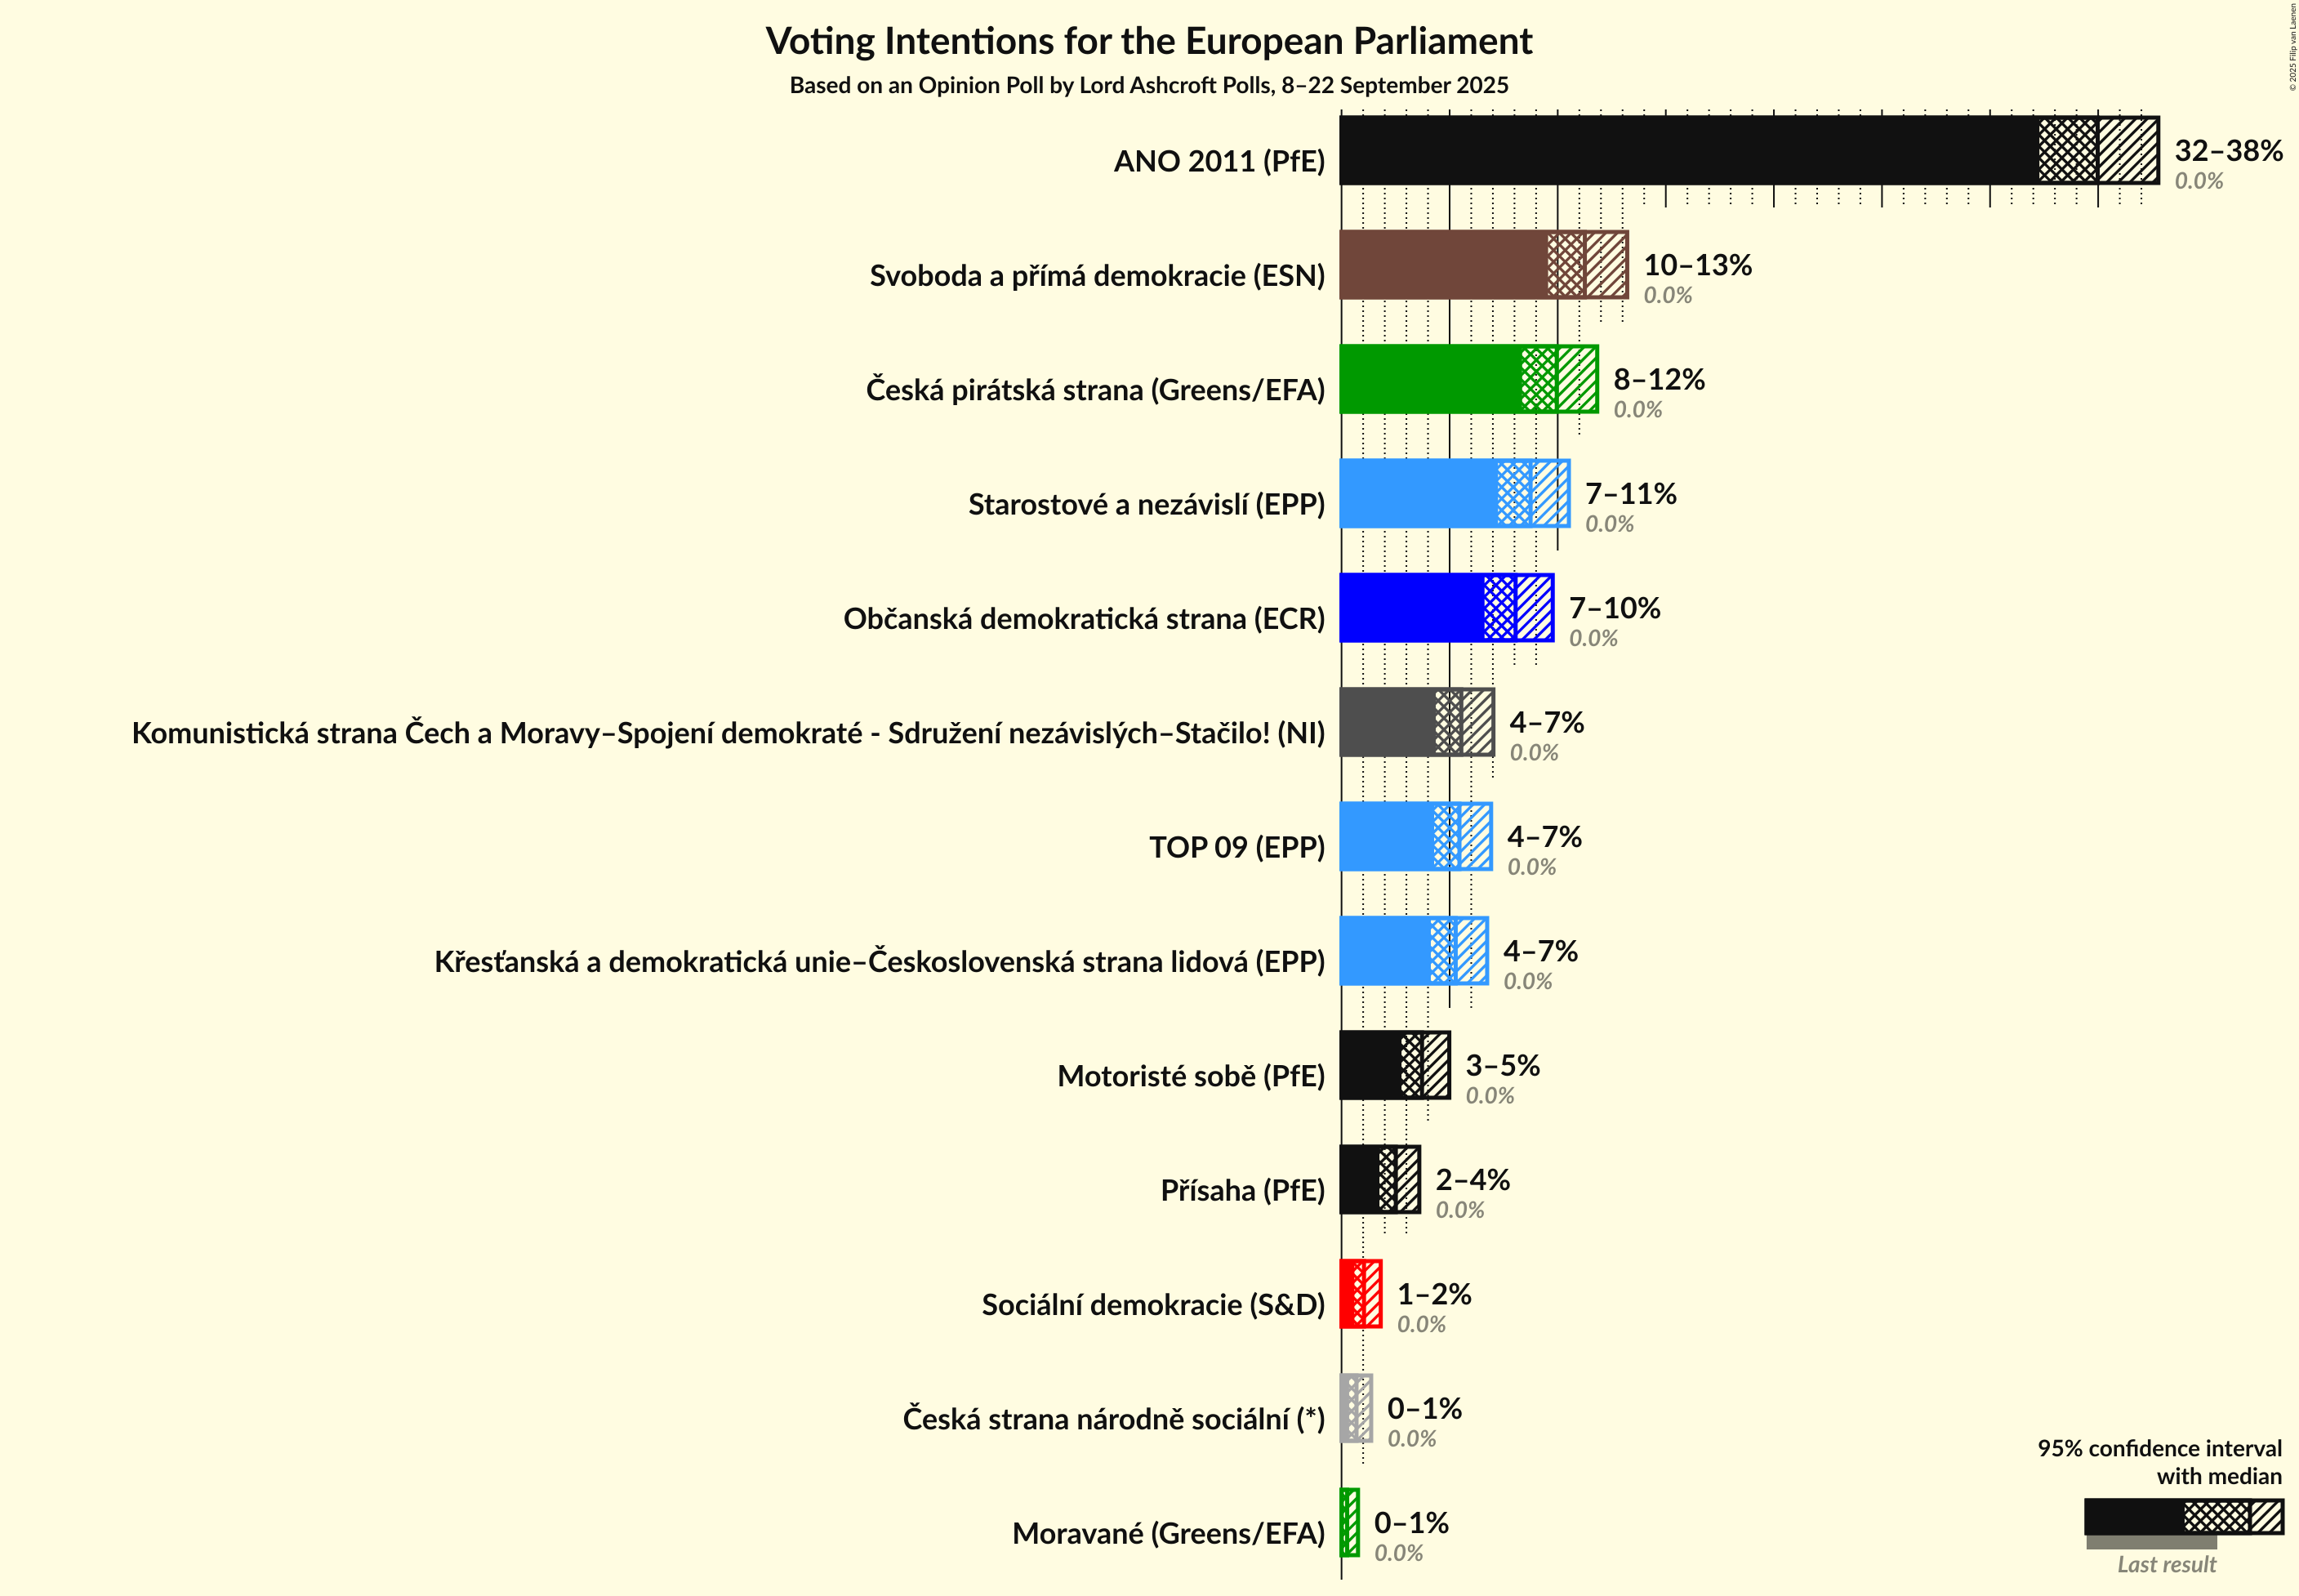 Voting Intentions for the European Parliament
Based on an Opinion Poll by Lord Ashcroft Polls, 8–22 September 2025
© 2025 Filip van Laenen
ANO 2011 (PfE)
32–38%
0.0%
Svoboda a přímá demokracie (ESN)
10–13%
0.0%
Česká pirátská strana (Greens/EFA)
8–12%
0.0%
Starostové a nezávislí (EPP)
7–11%
0.0%
Občanská demokratická strana (ECR)
7–10%
0.0%
Komunistická strana Čech a Moravy–Spojení demokraté - Sdružení nezávislých–Stačilo! (NI)
4–7%
0.0%
TOP 09 (EPP)
4–7%
0.0%
Křesťanská a demokratická unie–Československá strana lidová (EPP)
4–7%
0.0%
Motoristé sobě (PfE)
3–5%
0.0%
Přísaha (PfE)
2–4%
0.0%
Sociální demokracie (S&D)
1–2%
0.0%
Česká strana národně sociální (*)
0–1%
0.0%
Moravané (Greens/EFA)
0–1%
0.0%
95% confidence interval
with median
Last result